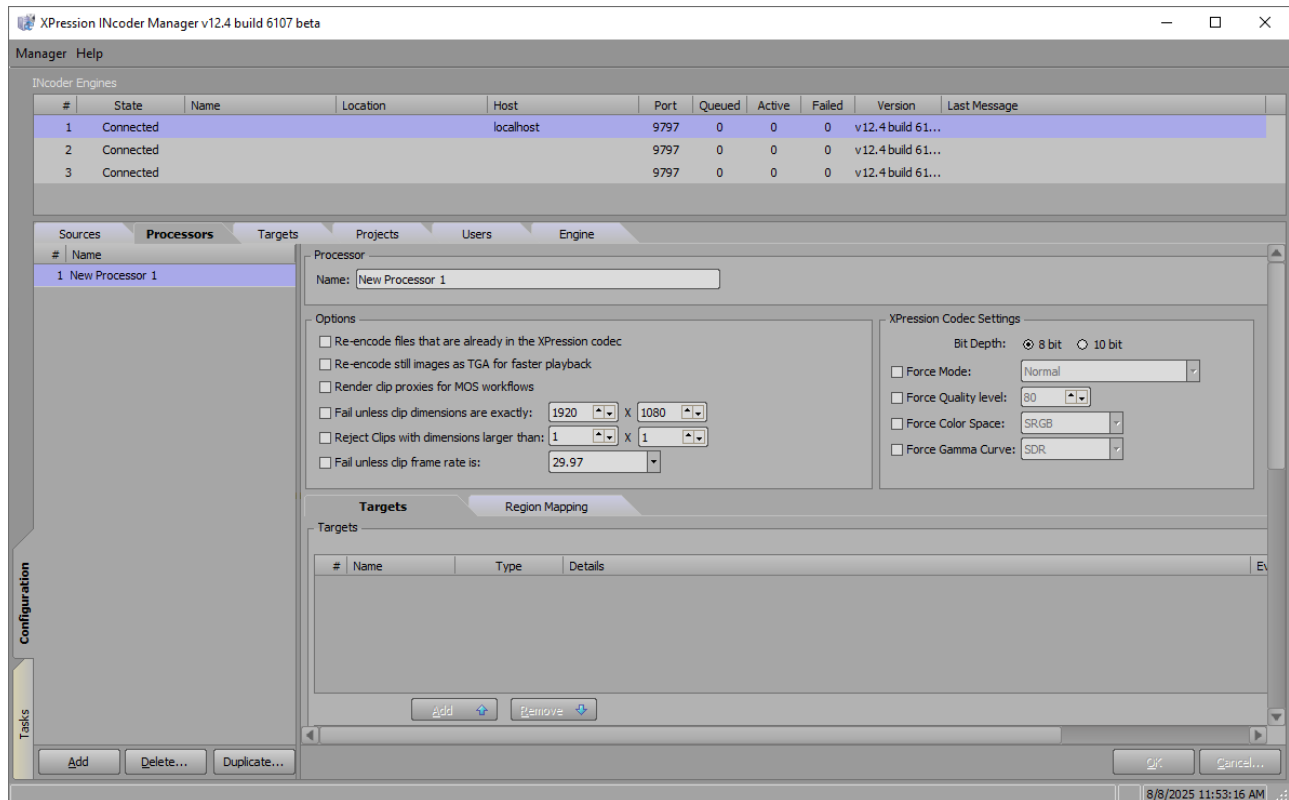 XPression INcoder Manager v12.4 build 6107 beta
Manager Help
INcoder Engines
# State Name Location Host Port Queued Active Failed Version Last Message
1 Connected localhost 9797 0 0 0 v12.4 build 61...
2 Connected 9797 0 0 0 v12.4 build 61...
3 Connected 9797 0 0 0 v12.4 build 61...
Sources Processors Targets Projects Users Engine
# Name
1 New Processor 1
Processor
Name: New Processor 1
Options
Re-encode files that are already in the XPression codec
Re-encode still images as TGA for faster playback
Render clip proxies for MOS workflows
Fail unless clip dimensions are exactly: 1920 X 1080
Reject Clips with dimensions larger than: 1 X 1
Fail unless clip frame rate is: 29.97
XPression Codec Settings
Bit Depth: 8 bit 10 bit
Force Mode: Normal
Force Quality level: 80
Force Color Space: SRGB
Force Gamma Curve: SDR
Targets Region Mapping
Targets
# Name Type Details Ev
Add Remove
Configuration
Tasks
Add Delete... Duplicate...
OK Cancel...
8/8/2025 11:53:16 AM